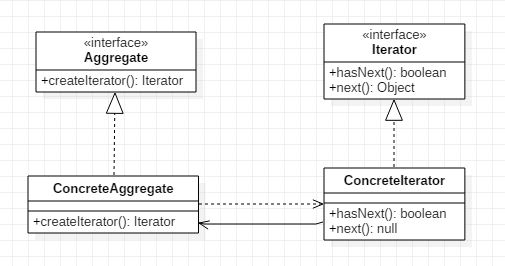 «interface»
Aggregate
+createIterator(): Iterator
«interface»
Iterator
+hasNext(): boolean
+next(): Object
ConcreteAggregate
+createIterator(): Iterator
ConcreteIterator
+hasNext(): boolean
+next(): null